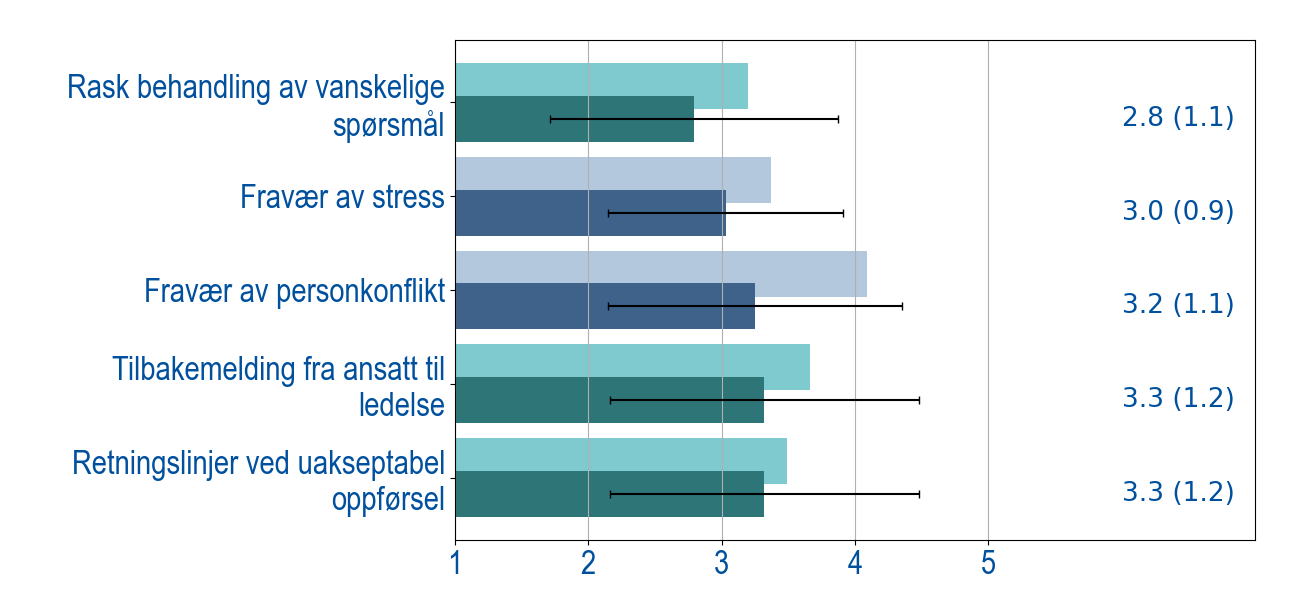 Rask behandling av vanskelige
spørsmål
2.8 (1.1)
Fravær av stress
3.0 (0.9)
Fravær av personkonflikt
3.2 (1.1)
Tilbakemelding fra ansatt til
ledelse
3.3 (1.2)
Retningslinjer ved uakseptabel
oppførsel
3.3 (1.2)
1 2 3 4 5